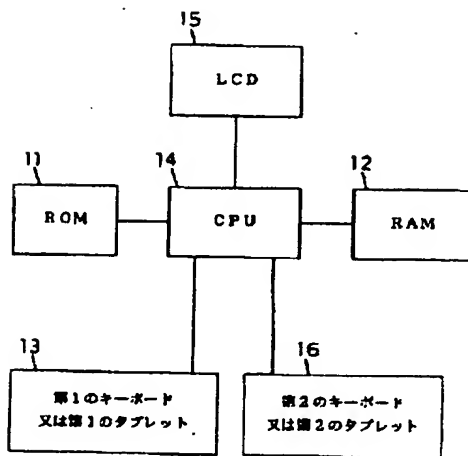 15
LCD
11
14
12
ROM
CPU
RAM
13
16
第1のキーボード
又は第1のタブレット
第2のキーボード
又は第2のタブレット